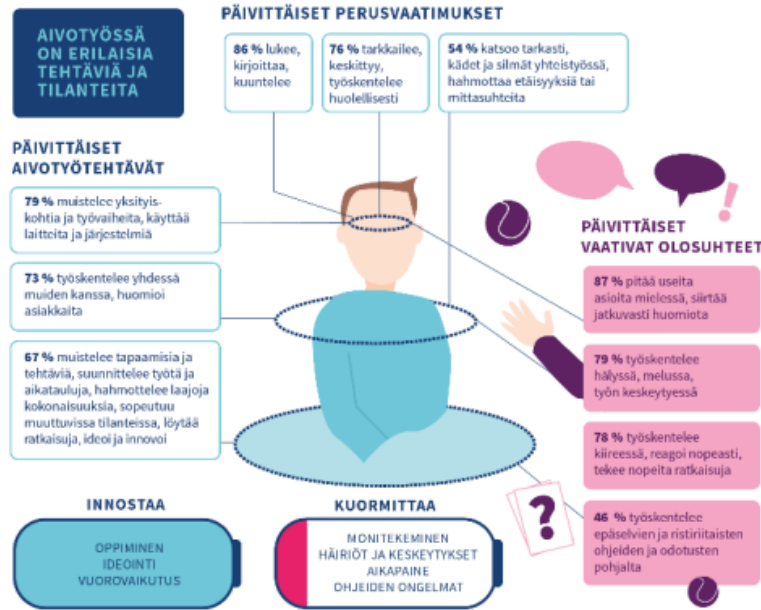 AIVOTYÖSSÄ
ON ERILAISIA
TEHTÄVIÄ JA
TILANTEITA
PÄIVITTÄISET PERUSVAATIMUKSET
86 % lukee,
kirjoittaa,
kuuntelee
76 % tarkkailee,
keskittyy,
työskentelee
huolellisesti
54 % katsoo tarkasti,
kädet ja silmät yhteistyössä,
hahmottaa etäisyyksiä tai
mittasuhteita
PÄIVITTÄISET
AIVOTYÖTEHTÄVÄT
79 % muistelee yksityis-
kohtia ja työvaiheita, käyttää
laitteita ja järjestelmiä
73 % työskentelee yhdessä
muiden kanssa, huomioi
asiakkaita
67 % muistelee tapaamisia ja
tehtäviä, suunnittelee työtä ja
aikatauluja, hahmottelee laajoja
kokonaisuuksia, sopeutuu
muuttuvissa tilanteissa, löytää
ratkaisuja, ideoi ja innovoi
!
PÄIVITTÄISET
VAATIVAT OLOSUHTEET
87 % pitää useita
asioita mielessä, siirtää
jatkuvasti huomiota
79 % työskentelee
hälyssä, melussa,
työn keskeytyessä
78 % työskentelee
kiireessä, reagoi nopeasti,
tekee nopeita ratkaisuja
46 % työskentelee
epäselvien ja ristiriitaisten
ohjeiden ja odotusten
pohjalta
?
INNOSTAA
OPPIMINEN
IDEOINTI
VUOROVAIKUTUS
KUORMITTAA
MONITEKEMINEN
HÄIRIÖT JA KESKEYTYKSET
AIKAPAINE
OHJEIDEN ONGELMAT